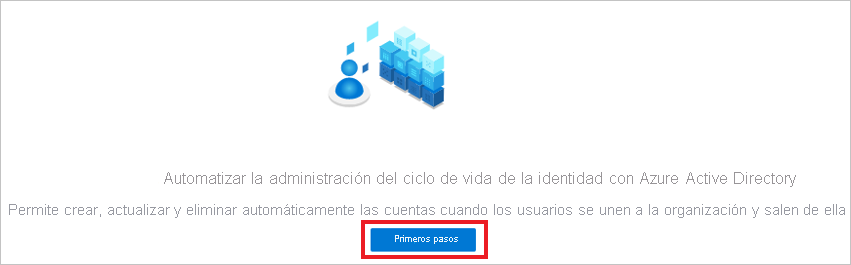 Automatizar la administración del ciclo de vida de la identidad con Azure Active Directory
Permite crear, actualizar y eliminar automáticamente las cuentas cuando los usuarios se unen a la organización y salen de ella
Primeros pasos